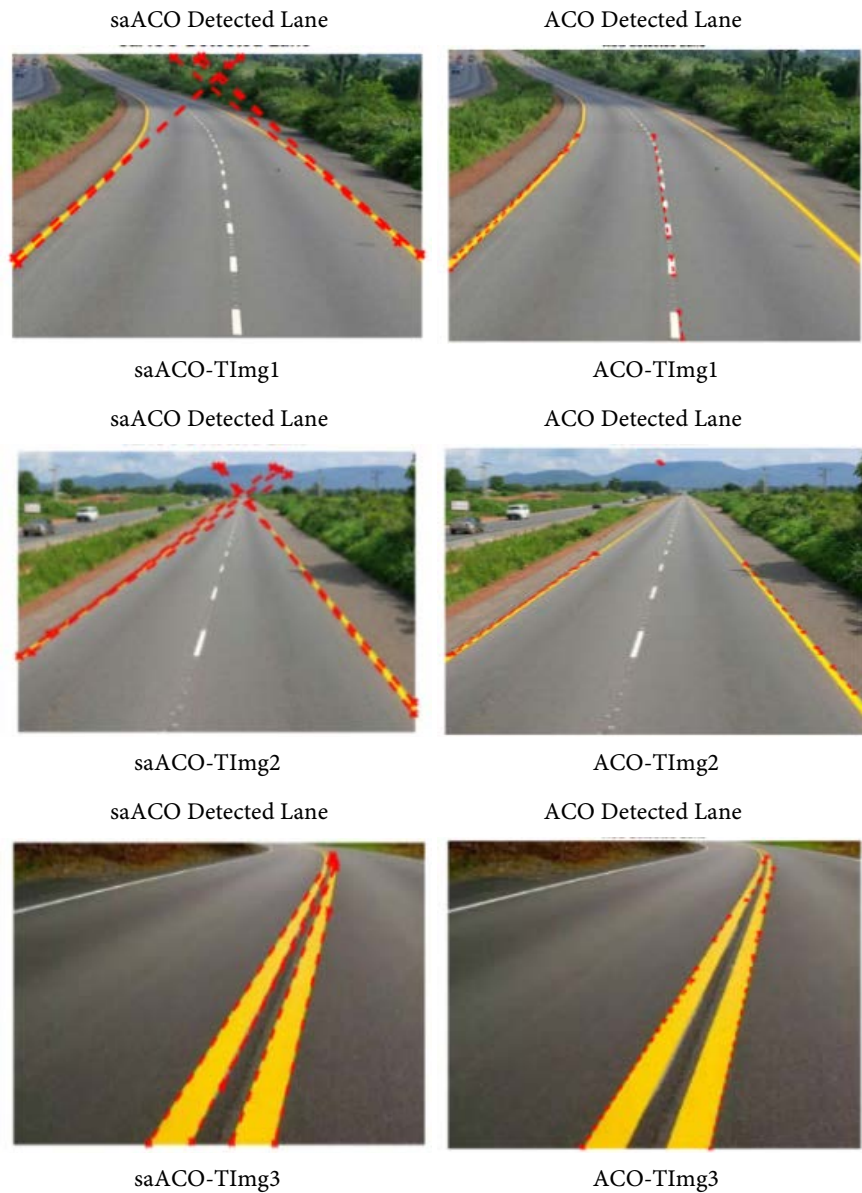 saACO Detected Lane
ACO Detected Lane
saACO-TImg1
ACO-TImg1
saACO Detected Lane
ACO Detected Lane
saACO-TImg2
ACO-TImg2
saACO Detected Lane
ACO Detected Lane
saACO-TImg3
ACO-TImg3